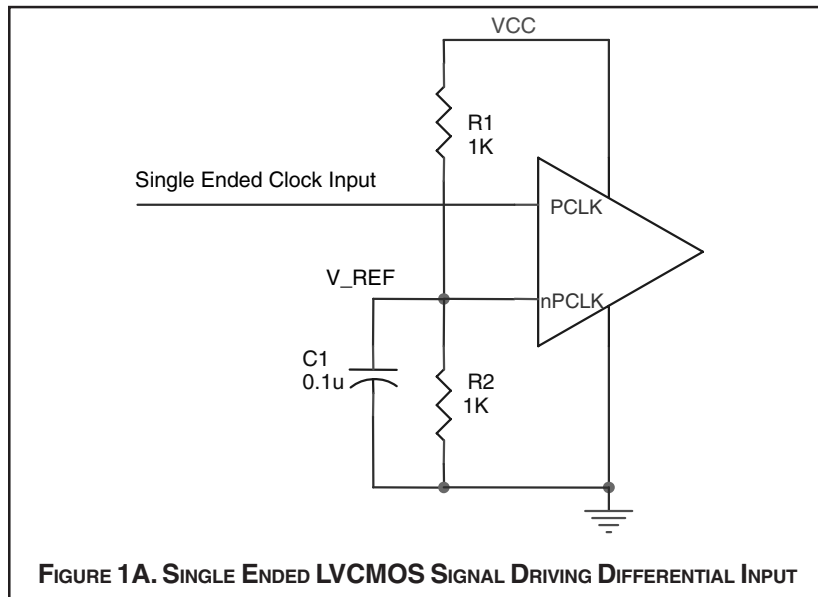 VCC
R1
1K
Single Ended Clock Input
PCLK
V_REF
nPCLK
C1
0.1u
R2
1K
FIGURE 1A. SINGLE ENDED LVCMOS SIGNAL DRIVING DIFFERENTIAL INPUT